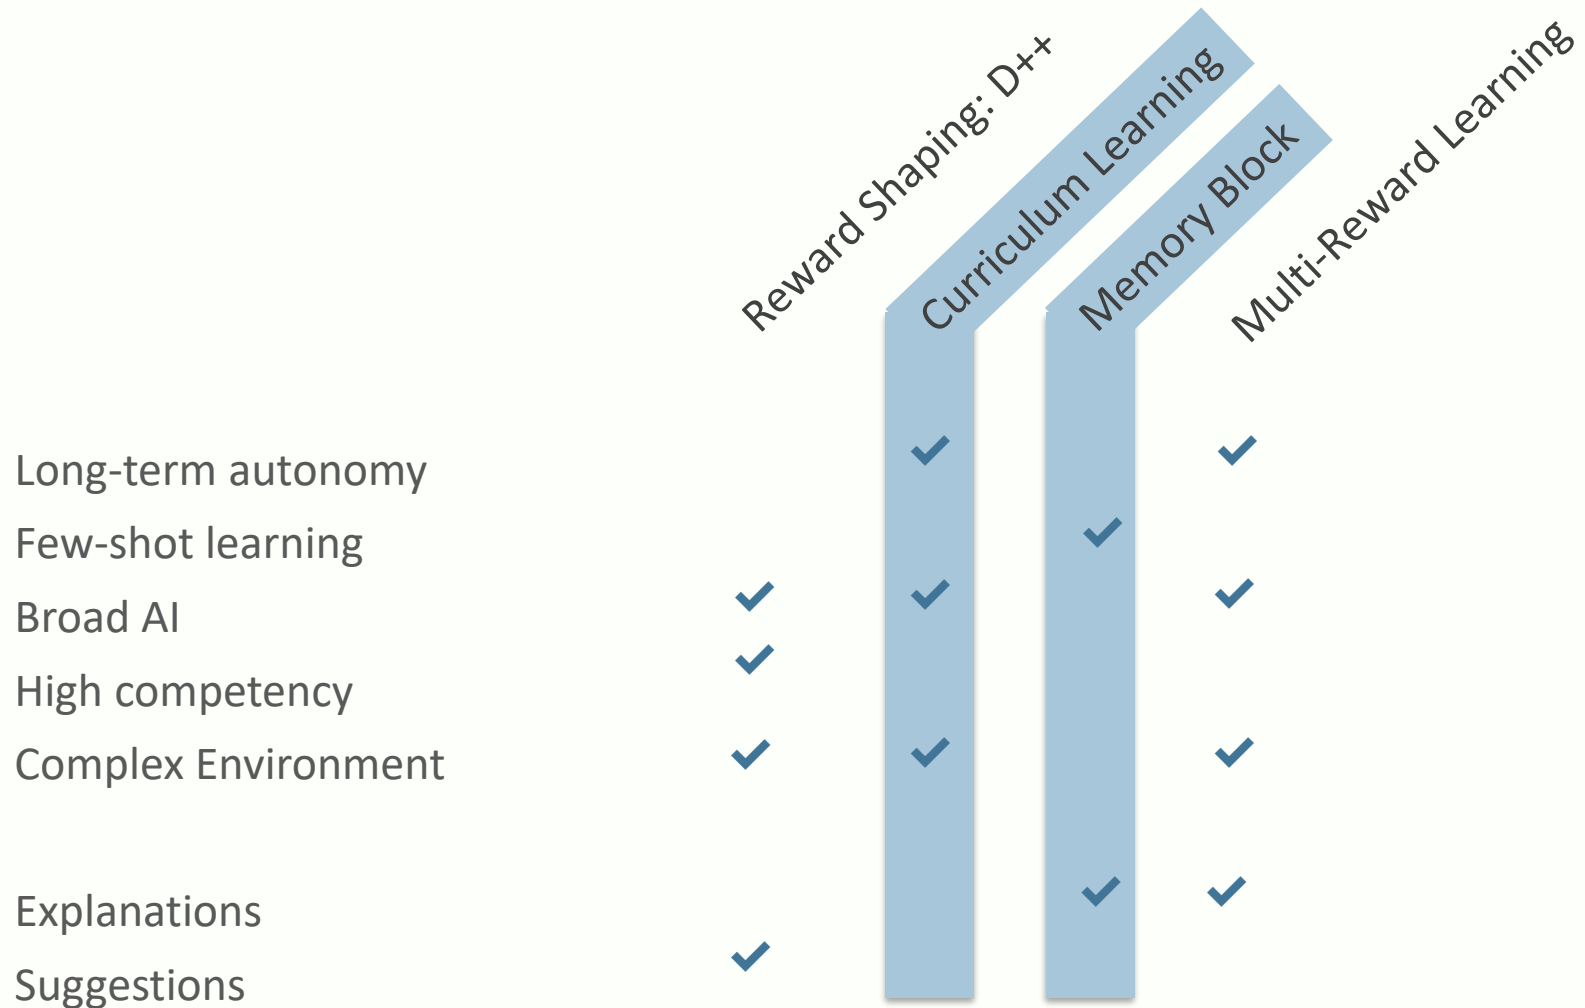 Reward Shaping: D++
Curriculum Learning
Memory Block
Multi-Reward Learning
Long-term autonomy
Few-shot learning
Broad AI
High competency
Complex Environment
Explanations
Suggestions